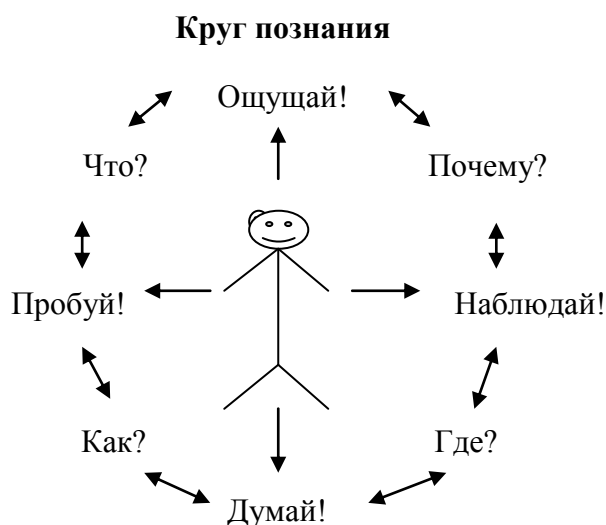 Круг познания
Ощущай!
Что? Почему?
Пробуй! Наблюдай!
Как? Где?
Думай!